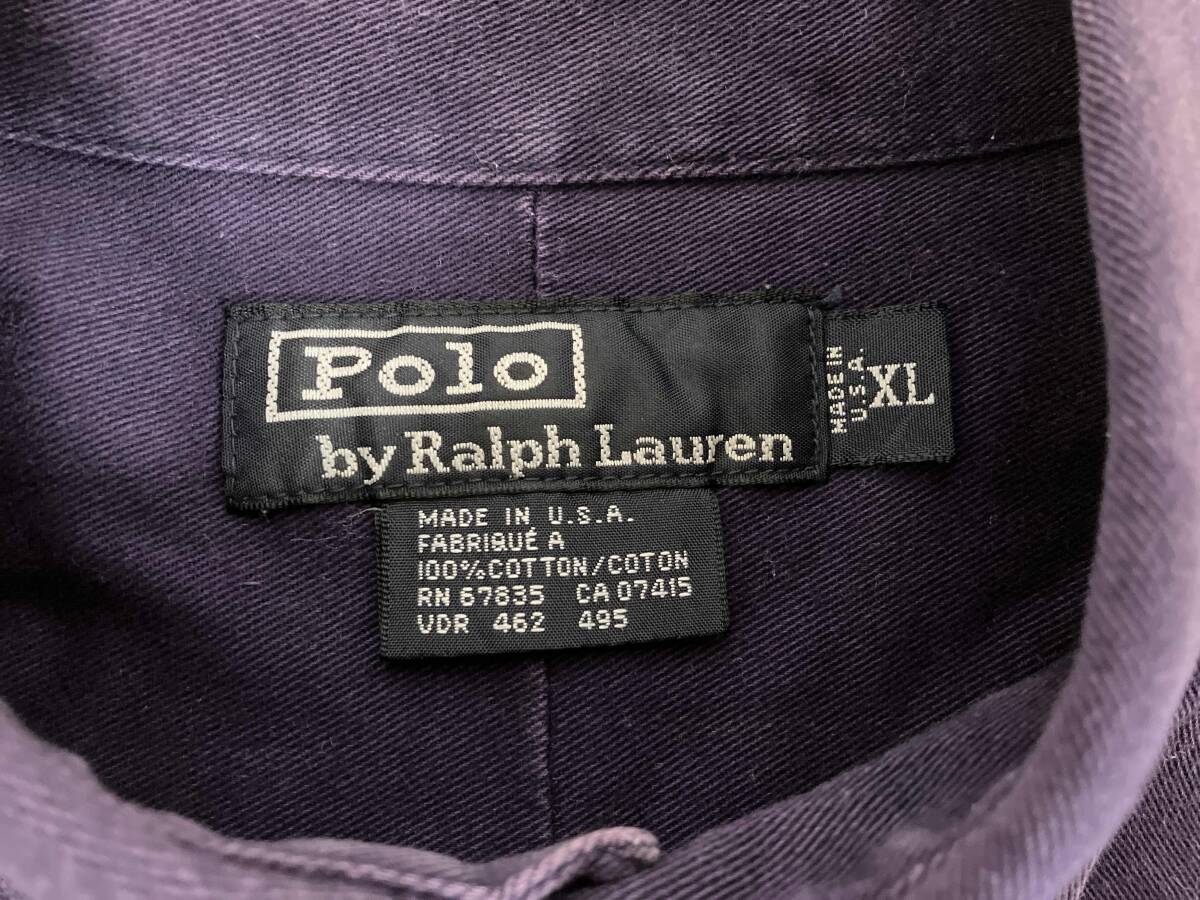 Polo
by Ralph Lauren
MADE IN
U.S.A.
XL
MADE IN U.S.A.
FABRIQUÉ A
100% COTTON/COTON
RN 67835 CA 07415
VDR 462 495